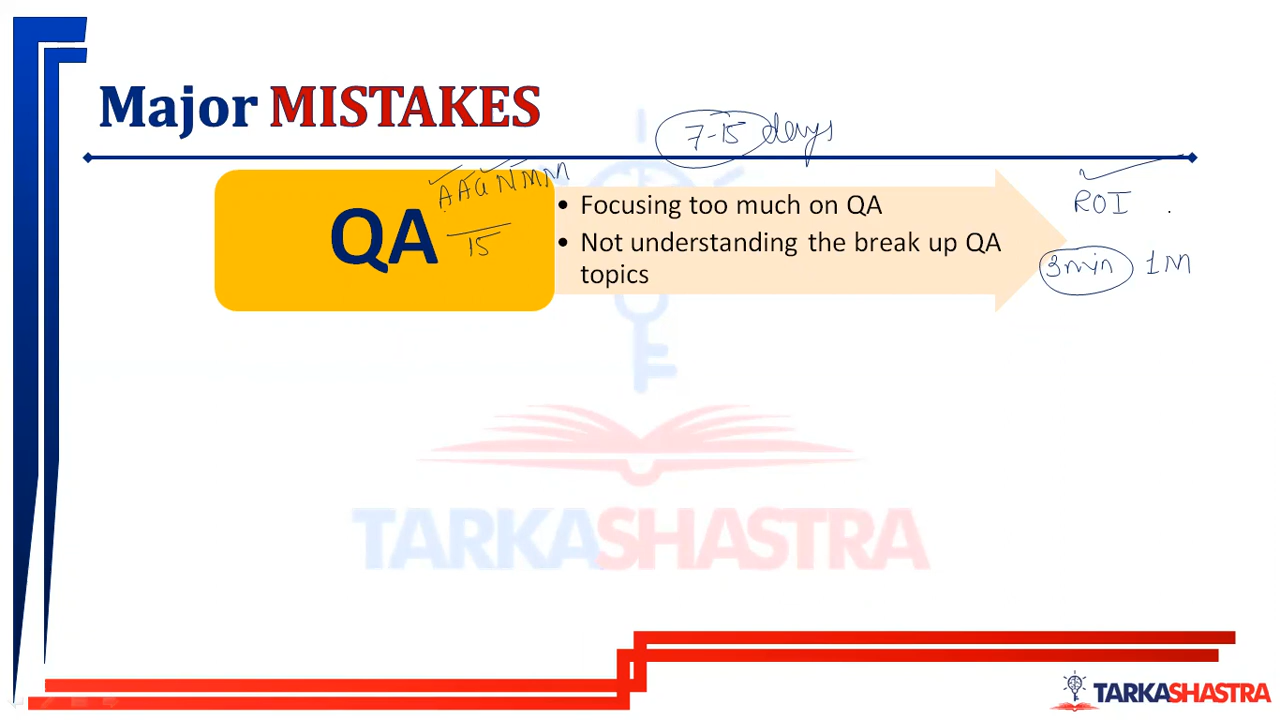 Major MISTAKES
7-15 days
A A G N M M
15
QA
• Focusing too much on QA
• Not understanding the break up QA
topics
ROI
3min 1M
TARKASHASTRA
TARKASHASTRA